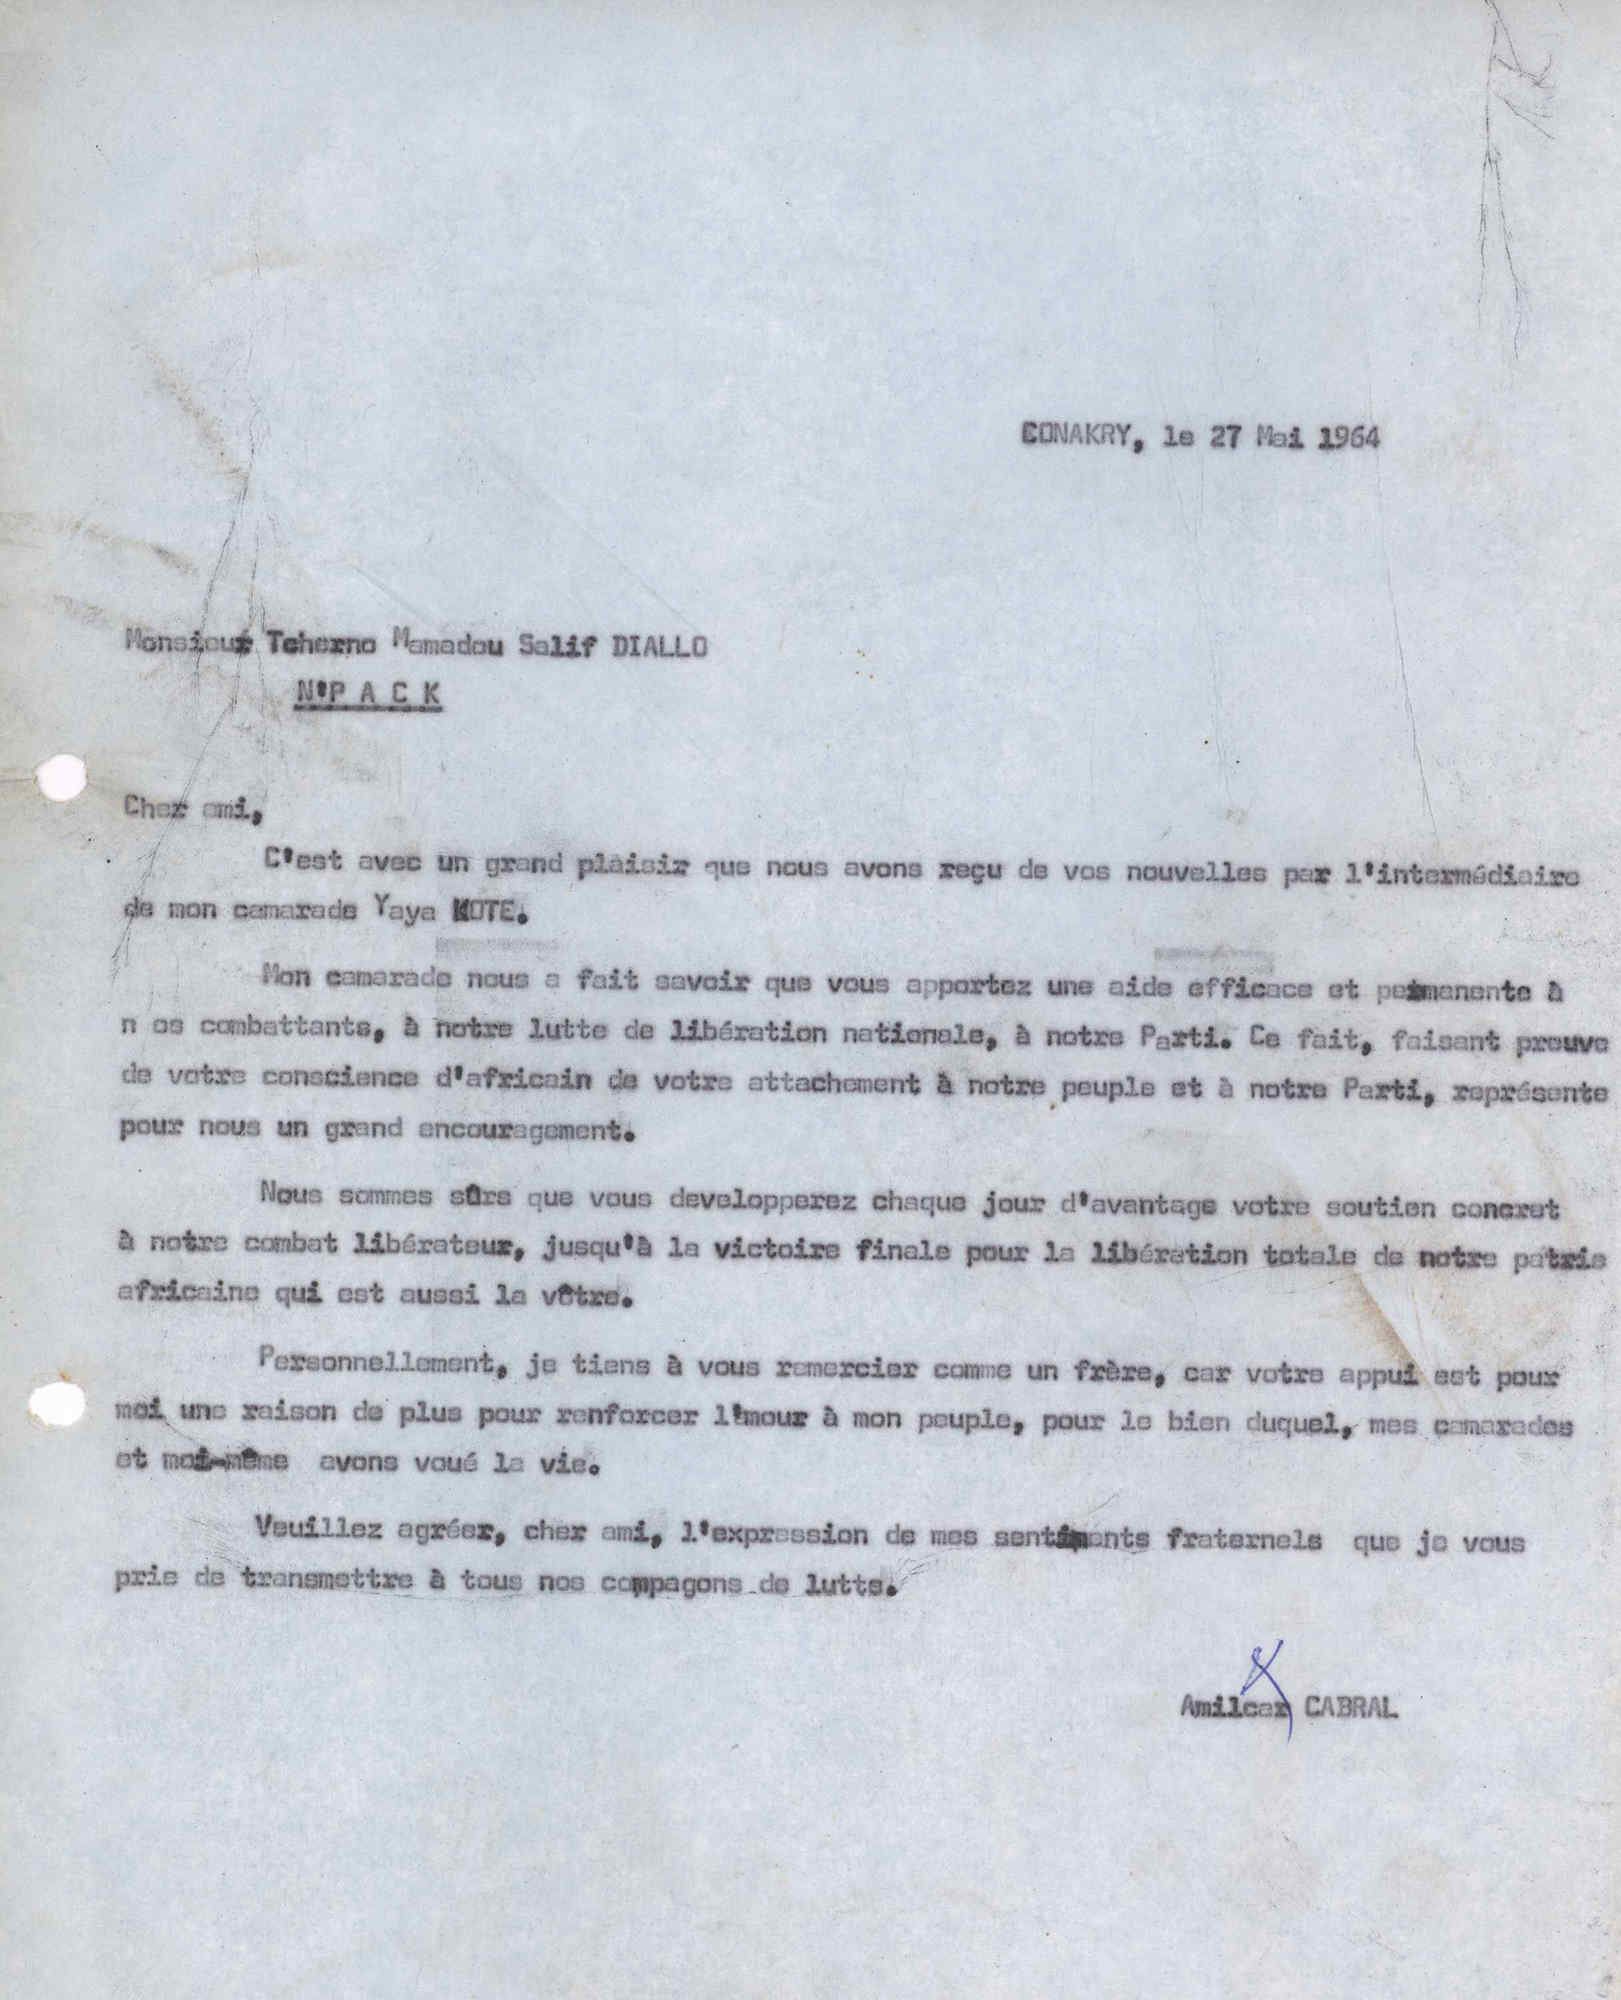 CONAKRY, le 27 Mai 1964
Monsieur Tcherno Mamadou Salif DIALLO
N'P A C K
Cher ami,
C'est avec un grand plaisir que nous avons reçu de vos nouvelles par l'intermédiaire
de mon camarade Yaya KOTE.
Mon camarade nous a fait savoir que vous apportez une aide efficace et permanente à
n os combattants, à notre lutte de libération nationale, à notre Parti. Ce fait, faisant preuve
de votre conscience d'africain de votre attachement à notre peuple et à notre Parti, représente
pour nous un grand encouragement.
Nous sommes sûrs que vous developperez chaque jour d'avantage votre soutien concret
à notre combat libérateur, jusqu'à la victoire finale pour la libération totale de notre patrie
africaine qui est aussi la vôtre.
Personnellement, je tiens à vous remercier comme un frère, car votre appui est pour
moi une raison de plus pour renforcer l'mour à mon peuple, pour le bien duquel, mes camarades
et moi-même avons voué la vie.
Veuillez agréer, cher ami, l'expression de mes sentiments fraternels que je vous
prie de transmettre à tous nos compagons de lutte.
Amilcar CABRAL